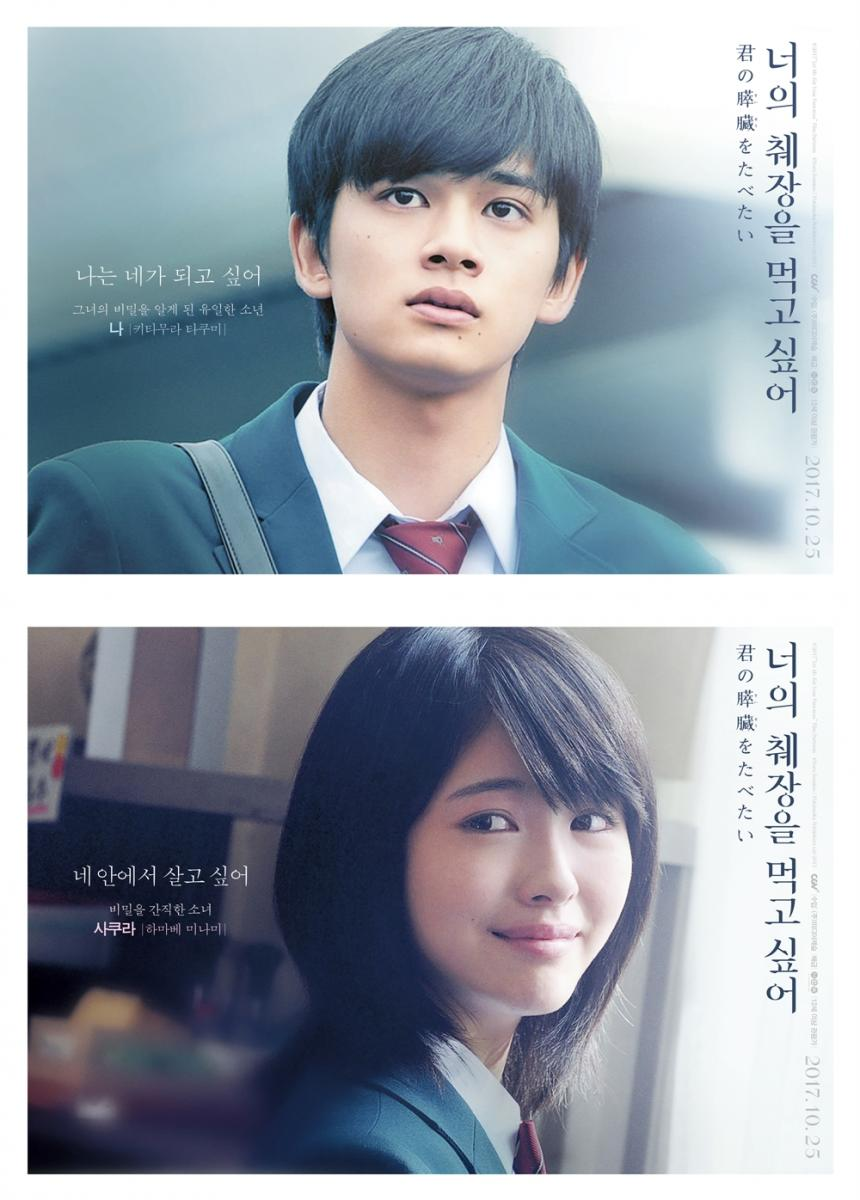 너의 췌장을 먹고 싶어
君の膵臓をたべたい
나는 네가 되고 싶어
그녀의 비밀을 알게 된 유일한 소년
나 |키타무라 타쿠미|
CGV
2017.10.25
너의 췌장을 먹고 싶어
君の膵臓をたべたい
네 안에서 살고 싶어
비밀을 간직한 소녀
사쿠라 |하마베 미나미|
CGV
2017.10.25